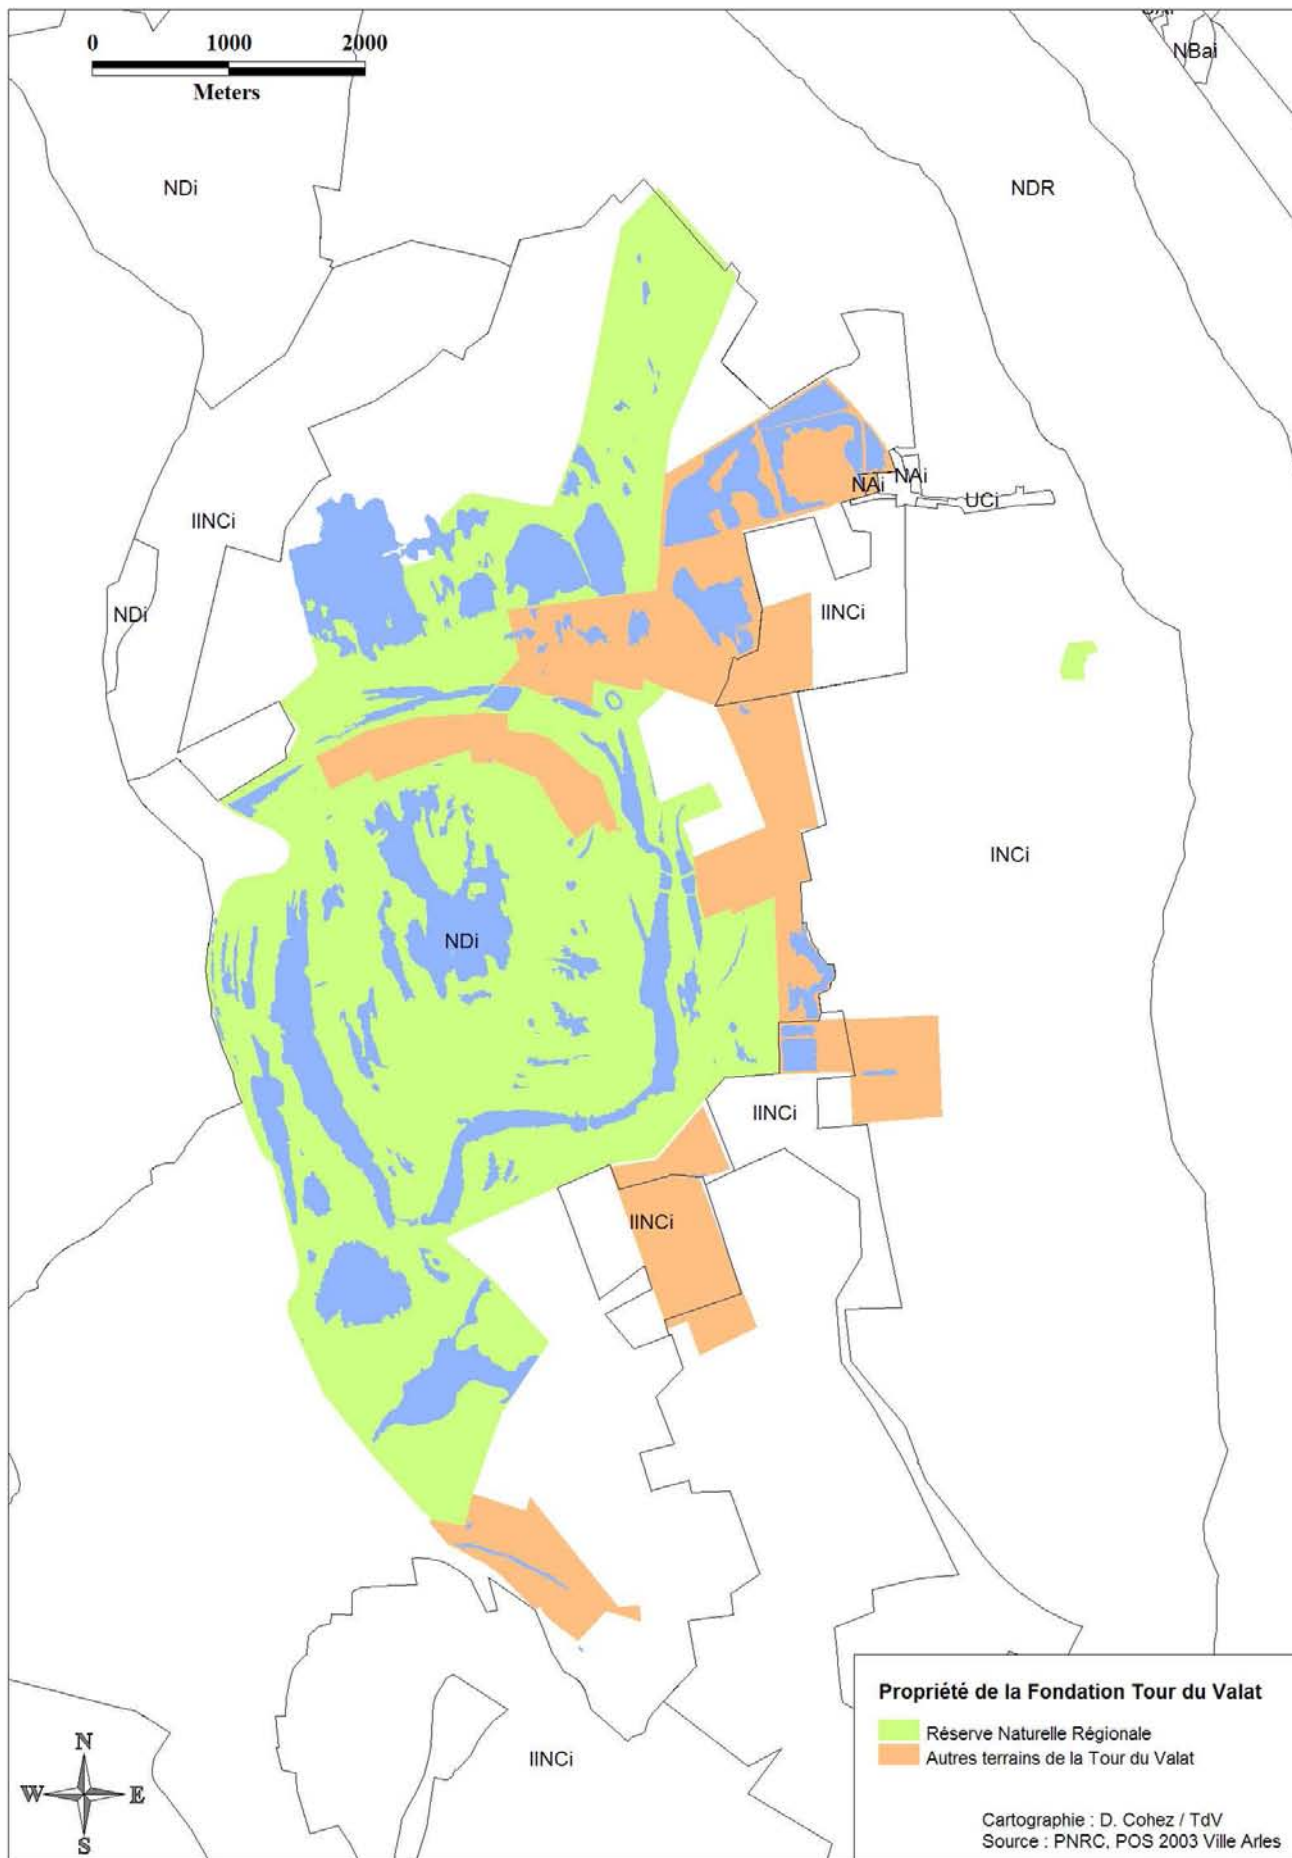 0 1000 2000
Meters
NBai
NDi
NDR
NAi
NAi
UCi
IINCi
NDi
IINCi
INCi
NDi
IINCi
IINCi
IINCi
Propriété de la Fondation Tour du Valat
Réserve Naturelle Régionale
Autres terrains de la Tour du Valat
Cartographie : D. Cohez / TdV
Source : PNRC, POS 2003 Ville Arles
N
W E
S